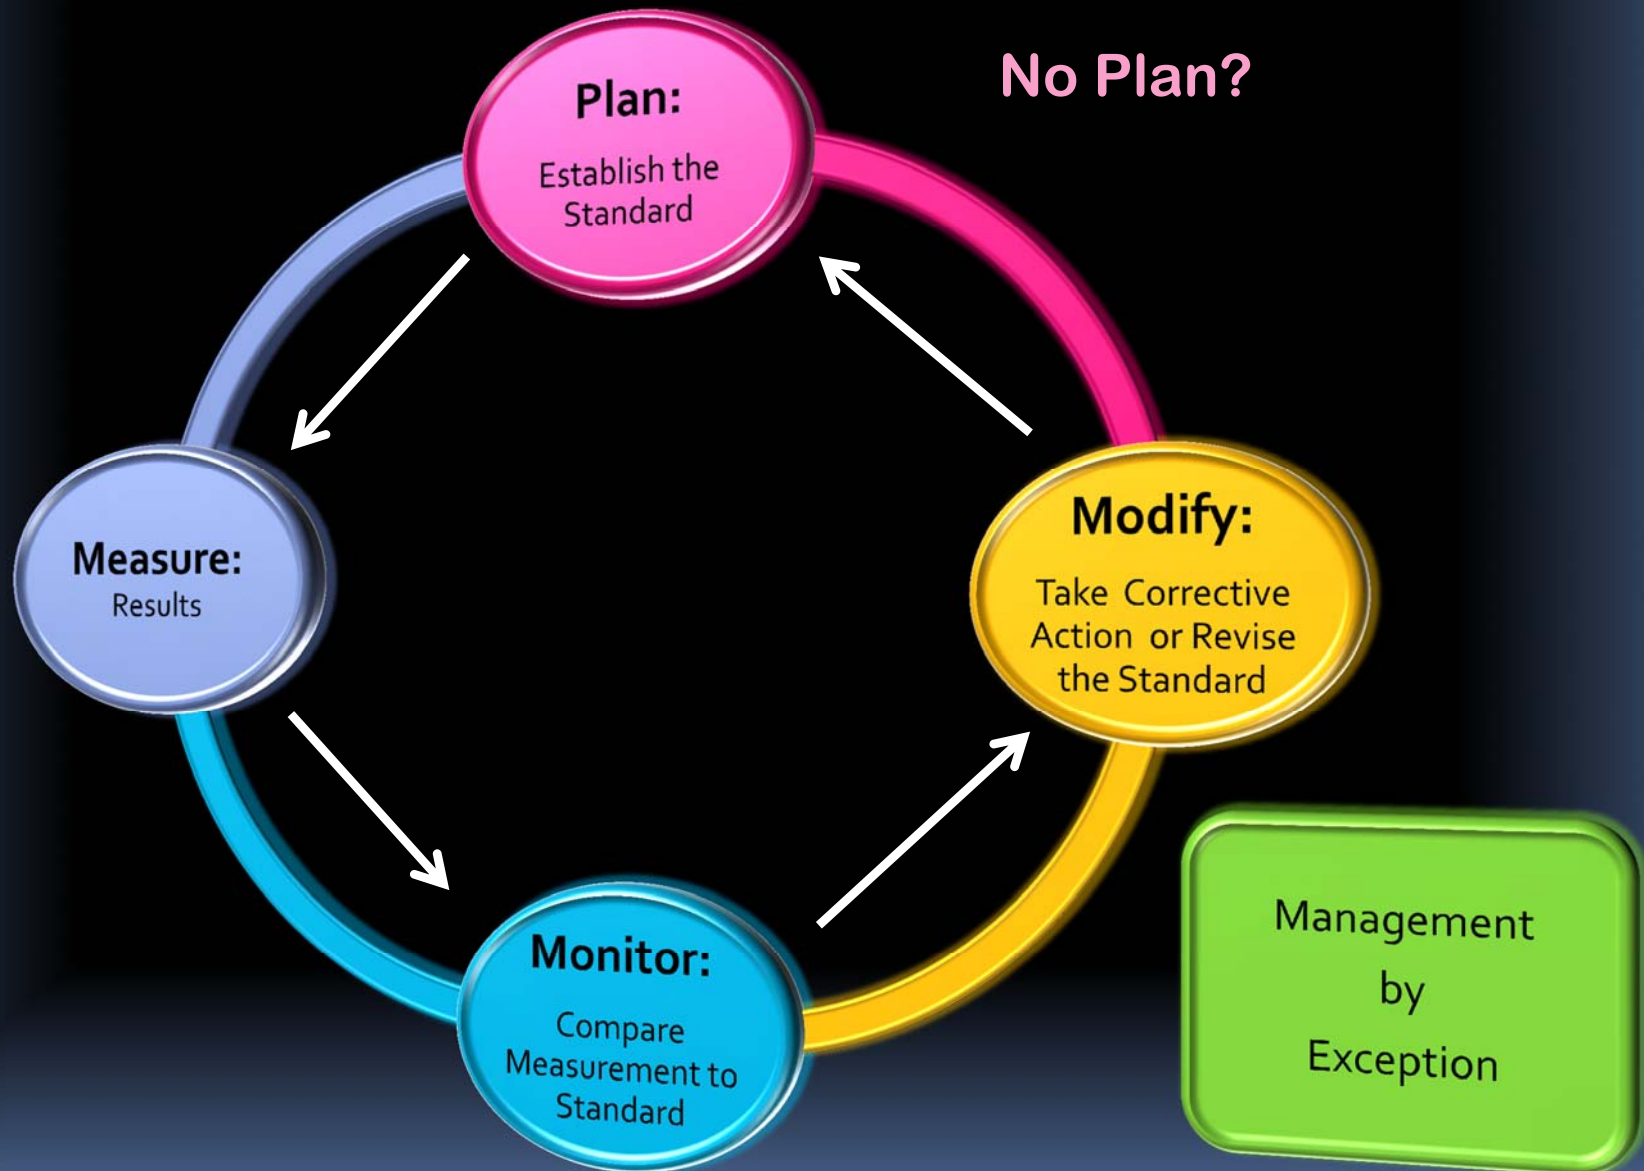 No Plan?
Plan:
Establish the
Standard
Measure:
Results
Monitor:
Compare
Measurement to
Standard
Modify:
Take Corrective
Action or Revise
the Standard
Management
by
Exception